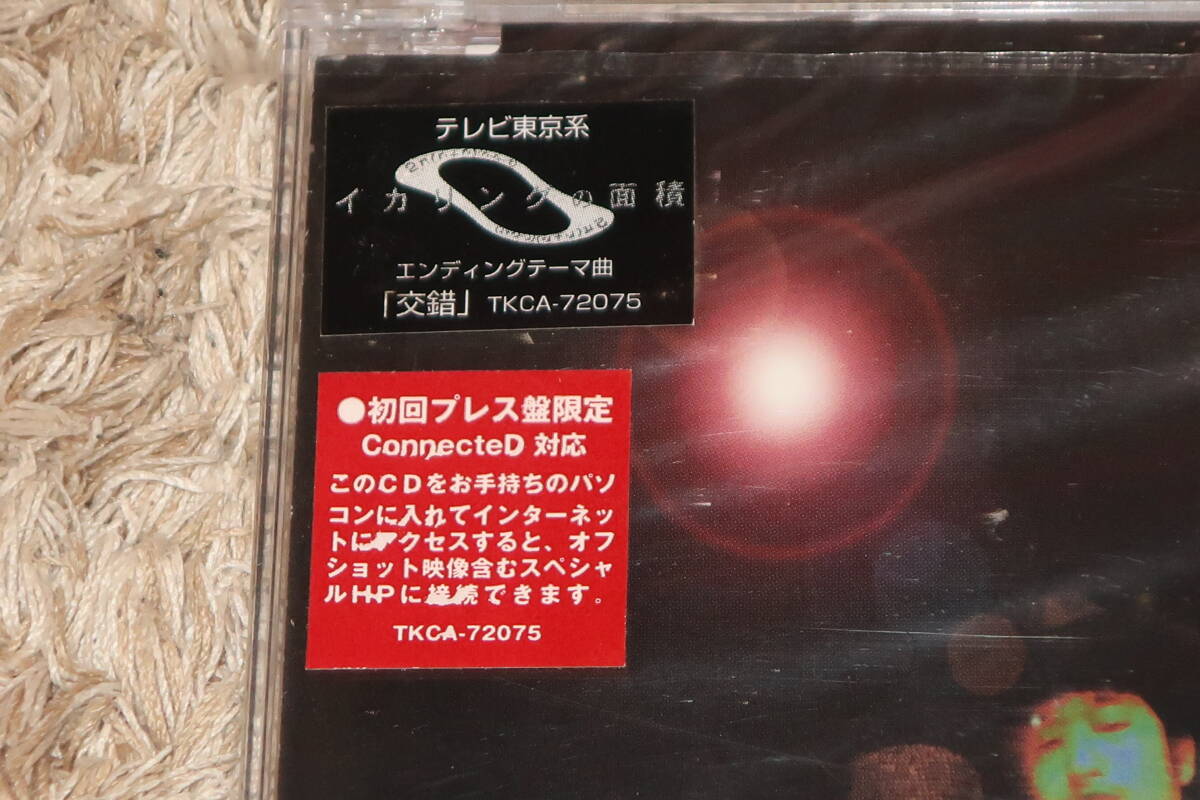 テレビ東京系
イカリングの面積
エンディングテーマ曲
「交錯」 TKCA-72075
●初回プレス盤限定
ConnecteD 対応
このCDをお手持ちのパソ
コンに入れてインターネッ
トにアクセスすると、オフ
ショット映像含むスペシャ
ルHPに接続できます。
TKCA-72075